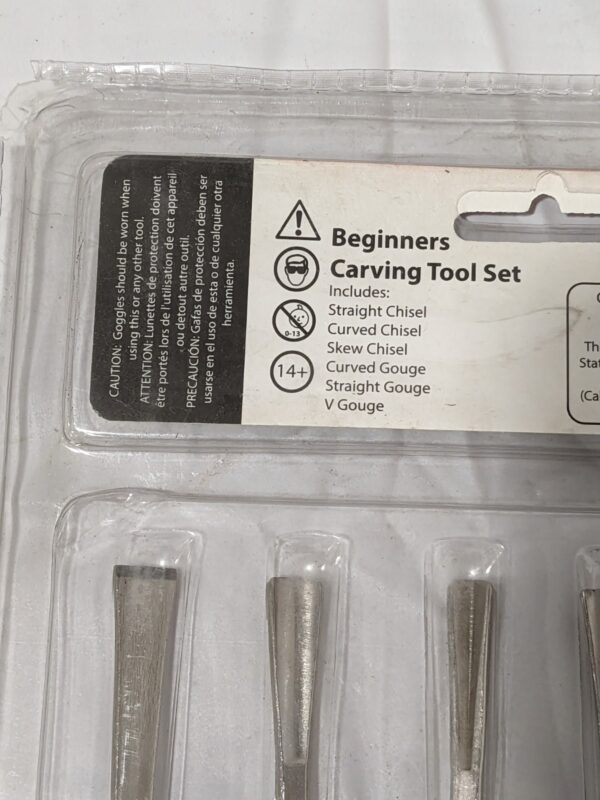 CAUTION: Goggles should be worn when
using this or any other tool.
ATTENTION: Lunettes de protection doivent
être portés lors de l'utilisation de cet appareil
ou detout autre outil.
PRECAUCIÓN: Gafas de protección deben ser
usarse en el uso de esta o de cualquier otra
herramienta.
Beginners
Carving Tool Set
Includes:
Straight Chisel
Curved Chisel
Skew Chisel
Curved Gouge
Straight Gouge
V Gouge
0-13
14+
Th
Stat
(Ca